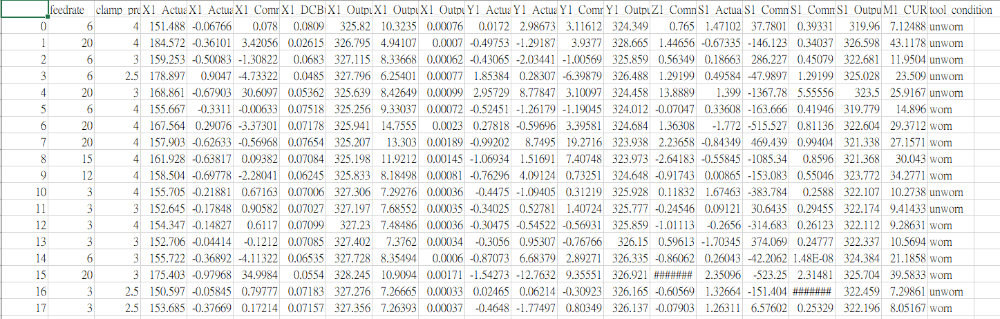 feedrate clamp_pre X1_Actua X1_Actua X1_Comr X1_DCB X1_Outpu X1_Outpu X1_Outpu Y1_Actua Y1_Actua Y1_Comr Y1_Outpu Z1_Comn S1_Actua S1_Comn S1_Comn S1_Outpu M1_CUR tool_condition
0 6 4 151.488 -0.06766 0.078 0.0809 325.82 10.3235 0.00076 0.0172 2.98673 3.11612 324.349 0.765 1.47102 37.7801 0.39331 319.96 7.12488 unworn
1 20 4 184.572 -0.36101 3.42056 0.02615 326.795 4.94107 0.0007 -0.49753 -1.29187 3.9377 328.665 1.44656 -0.67335 -146.123 0.34037 326.598 43.1178 unworn
2 6 3 159.253 -0.50083 -1.30822 0.0683 327.115 8.33668 0.00062 -0.43065 -2.03441 -1.00569 325.859 0.56349 0.18663 286.227 0.45079 322.681 11.9504 unworn
3 6 2.5 178.897 0.9047 -4.73322 0.0485 327.796 6.25401 0.00077 1.85384 0.28307 -6.39879 326.488 1.29199 0.49584 -47.9897 1.29199 325.028 23.509 unworn
4 20 3 168.861 -0.67903 30.6097 0.05362 325.639 8.42649 0.00099 2.95729 8.77847 3.10097 324.458 13.8889 1.399 -1367.78 5.55556 323.5 25.9167 unworn
5 6 4 155.667 -0.3311 -0.00633 0.07518 325.256 9.33037 0.00072 -0.52451 -1.26179 -1.19045 324.012 -0.07047 0.33608 -163.666 0.41946 319.779 14.896 worn
6 20 4 167.564 0.29076 -3.37301 0.07178 325.941 14.7555 0.0023 0.27818 -0.59696 3.39581 324.684 1.36308 -1.772 -515.527 0.81136 322.604 29.3712 worn
7 20 4 157.903 -0.62633 -0.56968 0.07654 325.207 13.303 0.00189 -0.99202 8.7495 19.2716 323.938 2.23658 -0.84349 469.439 0.99404 321.338 27.1571 worn
8 15 4 161.928 -0.63817 0.09382 0.07084 325.198 11.9212 0.00145 -1.06934 1.51691 7.40748 323.973 -2.64183 -0.55845 -1085.34 0.8596 321.368 30.043 worn
9 12 4 158.504 -0.69778 -2.28041 0.06245 325.833 8.18498 0.00081 -0.76296 4.09124 0.73251 324.648 -0.91743 0.00865 -153.083 0.55046 323.772 34.2771 worn
10 3 4 155.705 -0.21881 0.67163 0.07006 327.306 7.29276 0.00036 -0.4475 -1.09405 0.31219 325.928 0.11832 1.67463 -383.784 0.2588 322.107 10.2738 unworn
11 3 3 152.645 -0.17848 0.90582 0.07027 327.197 7.68552 0.00035 -0.34025 0.52781 1.40724 325.777 -0.24546 0.09121 30.6435 0.29455 322.174 9.41433 unworn
12 3 4 154.347 -0.14827 0.6117 0.07099 327.23 7.48486 0.00036 -0.30475 -0.54522 -0.56931 325.859 -1.01113 -0.2656 -314.683 0.26123 322.112 9.28631 worn
13 3 3 152.706 -0.04414 -0.1212 0.07085 327.402 7.3762 0.00034 -0.3056 0.95307 -0.76766 326.15 0.59613 -1.70345 374.069 0.24777 322.337 10.5694 worn
14 6 3 155.722 -0.36892 -4.11322 0.06535 327.728 8.35494 0.0006 -0.87073 6.68379 2.89271 326.335 -0.86062 0.26043 -42.2062 1.48E-08 324.384 21.1858 worn
15 20 3 175.403 -0.97968 34.9984 0.0554 328.245 10.9094 0.00171 -1.54273 -12.7632 9.35551 326.921 ####### 2.35096 -523.25 2.31481 325.704 39.5833 worn
16 3 2.5 150.597 -0.05845 0.79777 0.07183 327.276 7.26665 0.00033 0.02465 0.06214 -0.30923 326.165 -0.60569 1.32664 -151.404 ####### 322.459 7.29861 unworn
17 3 2.5 153.685 -0.37669 0.17214 0.07157 327.356 7.26393 0.00037 -0.4648 -1.77497 0.80349 326.137 -0.07903 1.26311 6.57602 0.25329 322.196 8.05167 worn